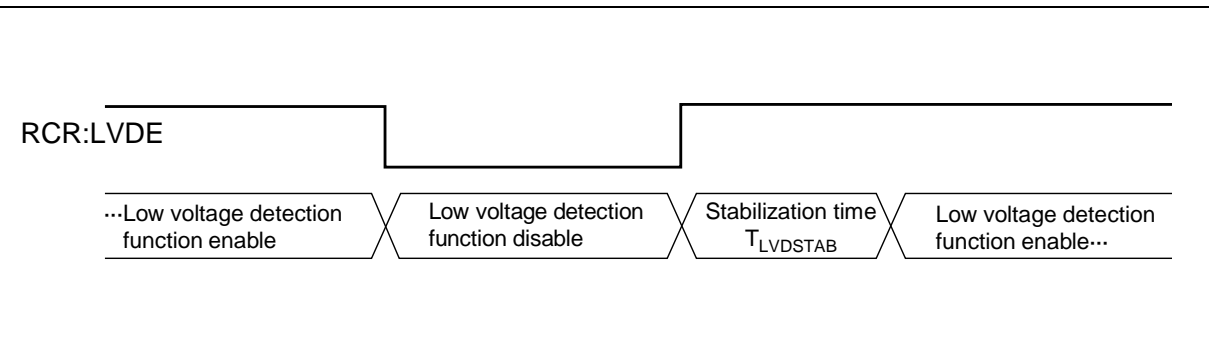 RCR:LVDE
···Low voltage detection
function enable
Low voltage detection
function disable
Stabilization time
TLVDSTAB
Low voltage detection
function enable···